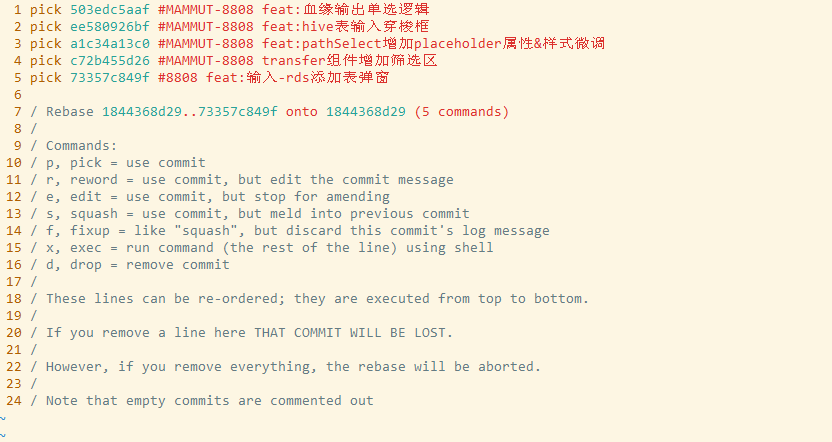 1 pick 503edc5aaf #MAMMUT-8808 feat:血缘输出单选逻辑
2 pick ee580926bf #MAMMUT-8808 feat:hive表输入穿梭框
3 pick a1c34a13c0 #MAMMUT-8808 feat:pathSelect增加placeholder属性&样式微调
4 pick c72b455d26 #MAMMUT-8808 transfer组件增加筛选区
5 pick 73357c849f #8808 feat:输入-rds添加表弹窗
6
7 / Rebase 1844368d29..73357c849f onto 1844368d29 (5 commands)
8 /
9 / Commands:
10 / p, pick = use commit
11 / r, reword = use commit, but edit the commit message
12 / e, edit = use commit, but stop for amending
13 / s, squash = use commit, but meld into previous commit
14 / f, fixup = like "squash", but discard this commit's log message
15 / x, exec = run command (the rest of the line) using shell
16 / d, drop = remove commit
17 /
18 / These lines can be re-ordered; they are executed from top to bottom.
19 /
20 / If you remove a line here THAT COMMIT WILL BE LOST.
21 /
22 / However, if you remove everything, the rebase will be aborted.
23 /
24 / Note that empty commits are commented out
~
~